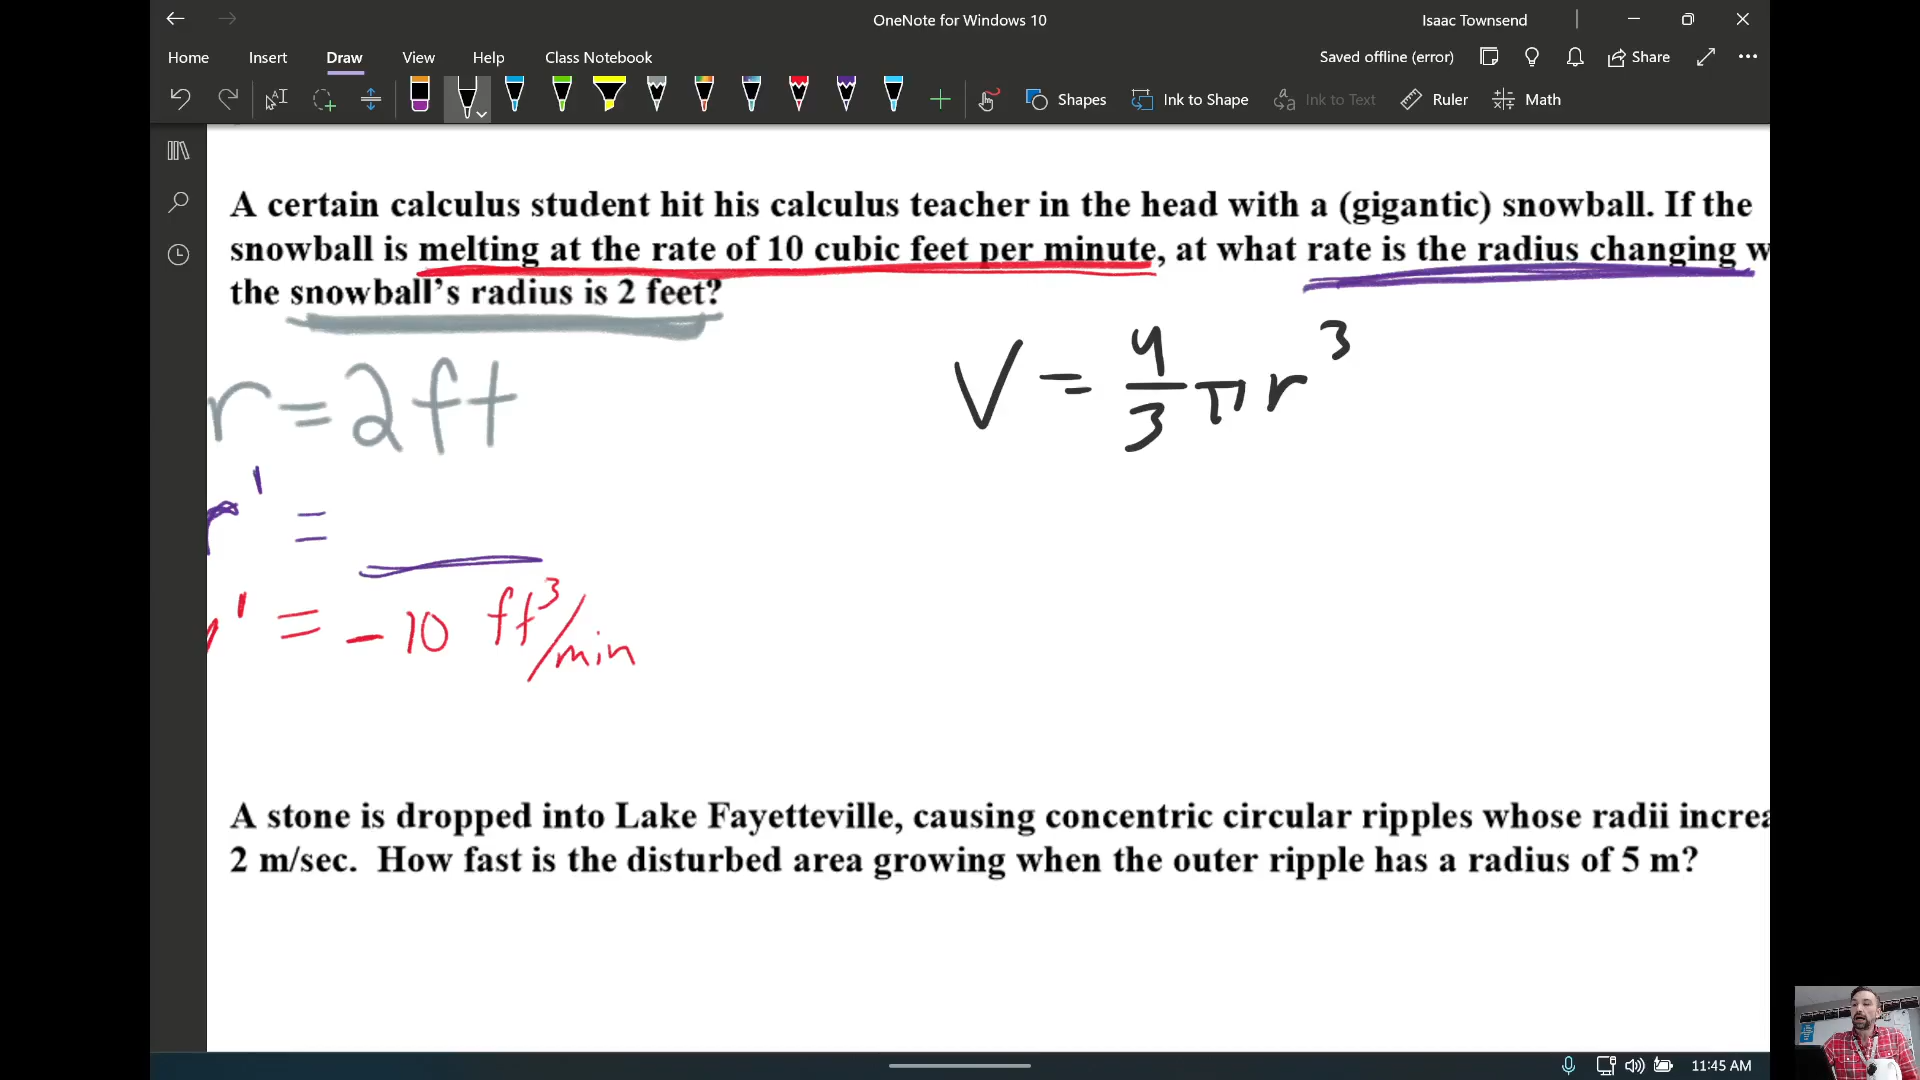 OneNote for Windows 10
Isaac Townsend
Home Insert Draw View Help Class Notebook
Saved offline (error) Share
Shapes Ink to Shape Ink to Text Ruler Math
A certain calculus student hit his calculus teacher in the head with a (gigantic) snowball. If the
snowball is melting at the rate of 10 cubic feet per minute, at what rate is the radius changing w
the snowball's radius is 2 feet?
V = 4/3 π r³
r = 2 ft
r' =
' = - 10 ft³/min
A stone is dropped into Lake Fayetteville, causing concentric circular ripples whose radii increa
2 m/sec. How fast is the disturbed area growing when the outer ripple has a radius of 5 m?
11:45 AM